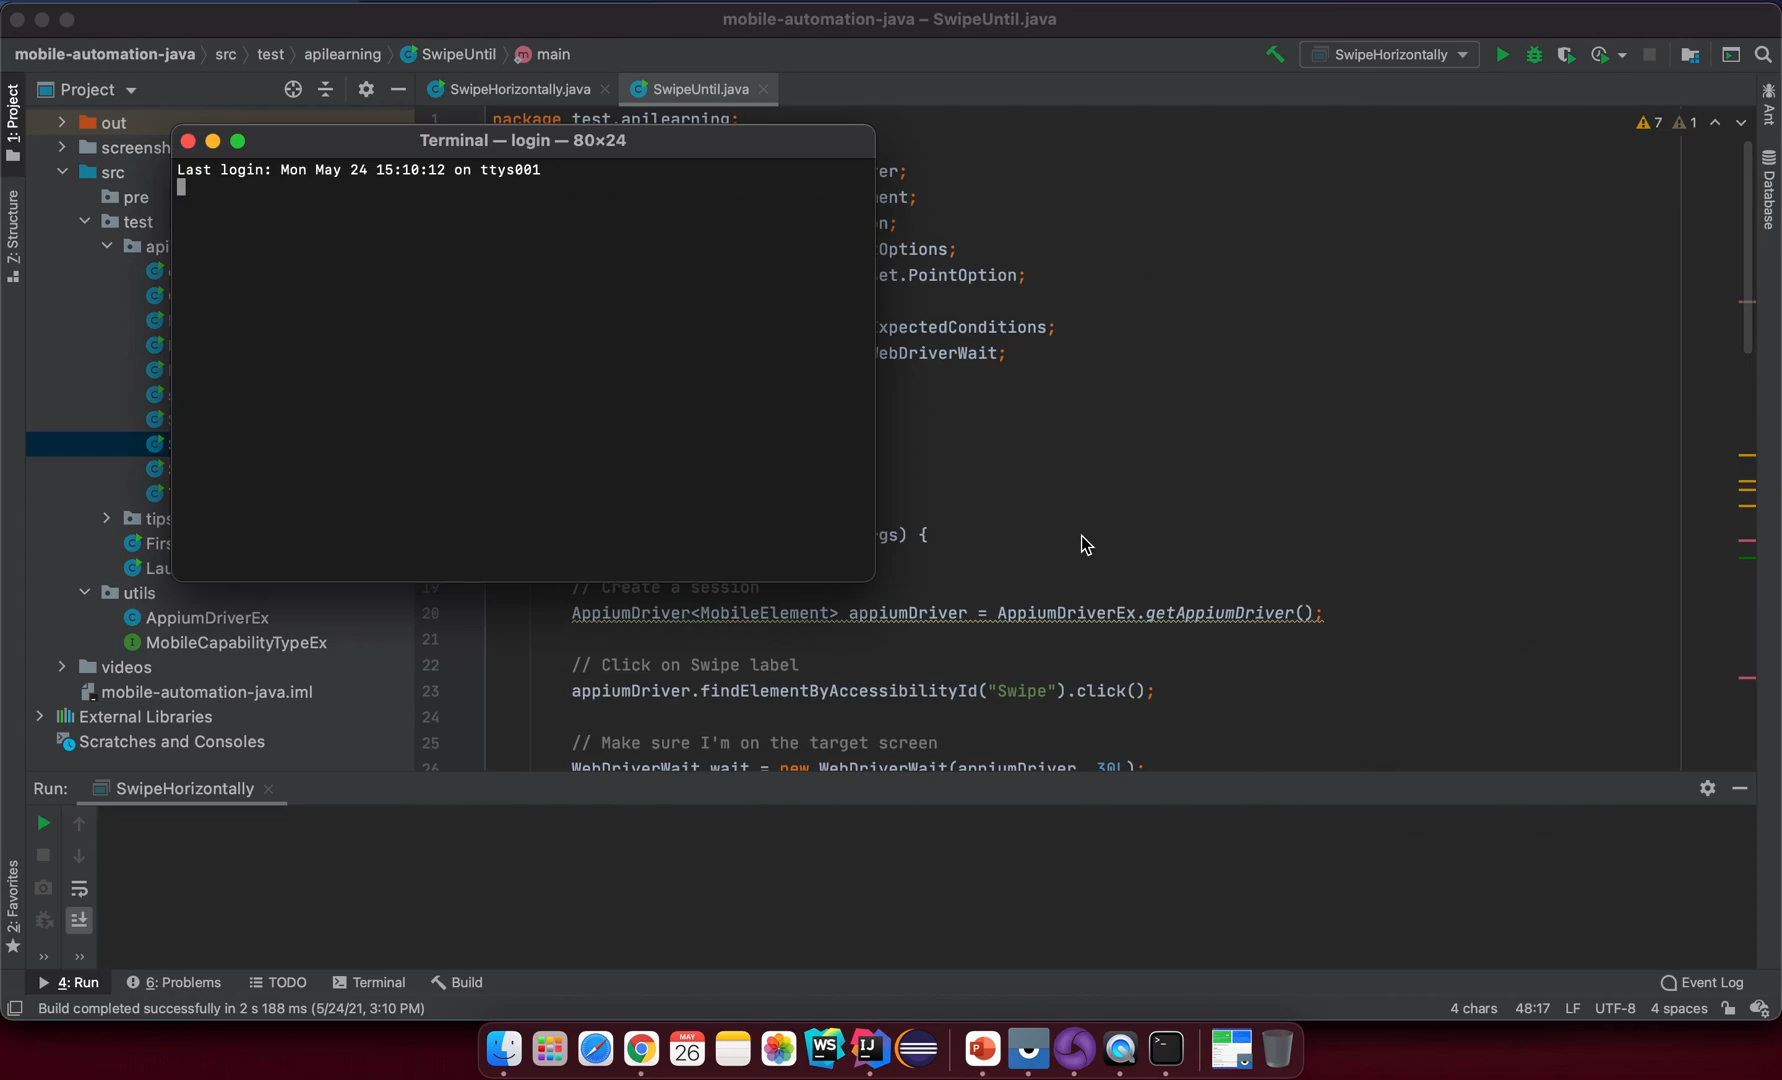 mobile-automation-java – SwipeUntil.java
mobile-automation-java
src
test
apilearning
SwipeUntil
main
SwipeHorizontally
1: Project
Project
SwipeHorizontally.java
SwipeUntil.java
Ant
Database
7: Structure
2: Favorites
out
screensh
src
pre
test
api
tips
Firs
Lau
utils
AppiumDriverEx
MobileCapabilityTypeEx
videos
mobile-automation-java.iml
External Libraries
Scratches and Consoles
7
1
1
package test.apilearning;
Terminal — login — 80×24
Last login: Mon May 24 15:10:12 on ttys001
er;
ent;
n;
Options;
et.PointOption;
xpectedConditions;
ebDriverWait;
gs) {
19
// Create a session
20
AppiumDriver<MobileElement> appiumDriver = AppiumDriverEx.getAppiumDriver();
21
22
// Click on Swipe label
23
appiumDriver.findElementByAccessibilityId("Swipe").click();
24
25
// Make sure I'm on the target screen
26
WebDriverWait wait = new WebDriverWait(appiumDriver, 30L);
Run:
SwipeHorizontally
4: Run
6: Problems
TODO
Terminal
Build
Event Log
Build completed successfully in 2 s 188 ms (5/24/21, 3:10 PM)
4 chars
48:17
LF
UTF-8
4 spaces
MAY
26
WS
IJ
P